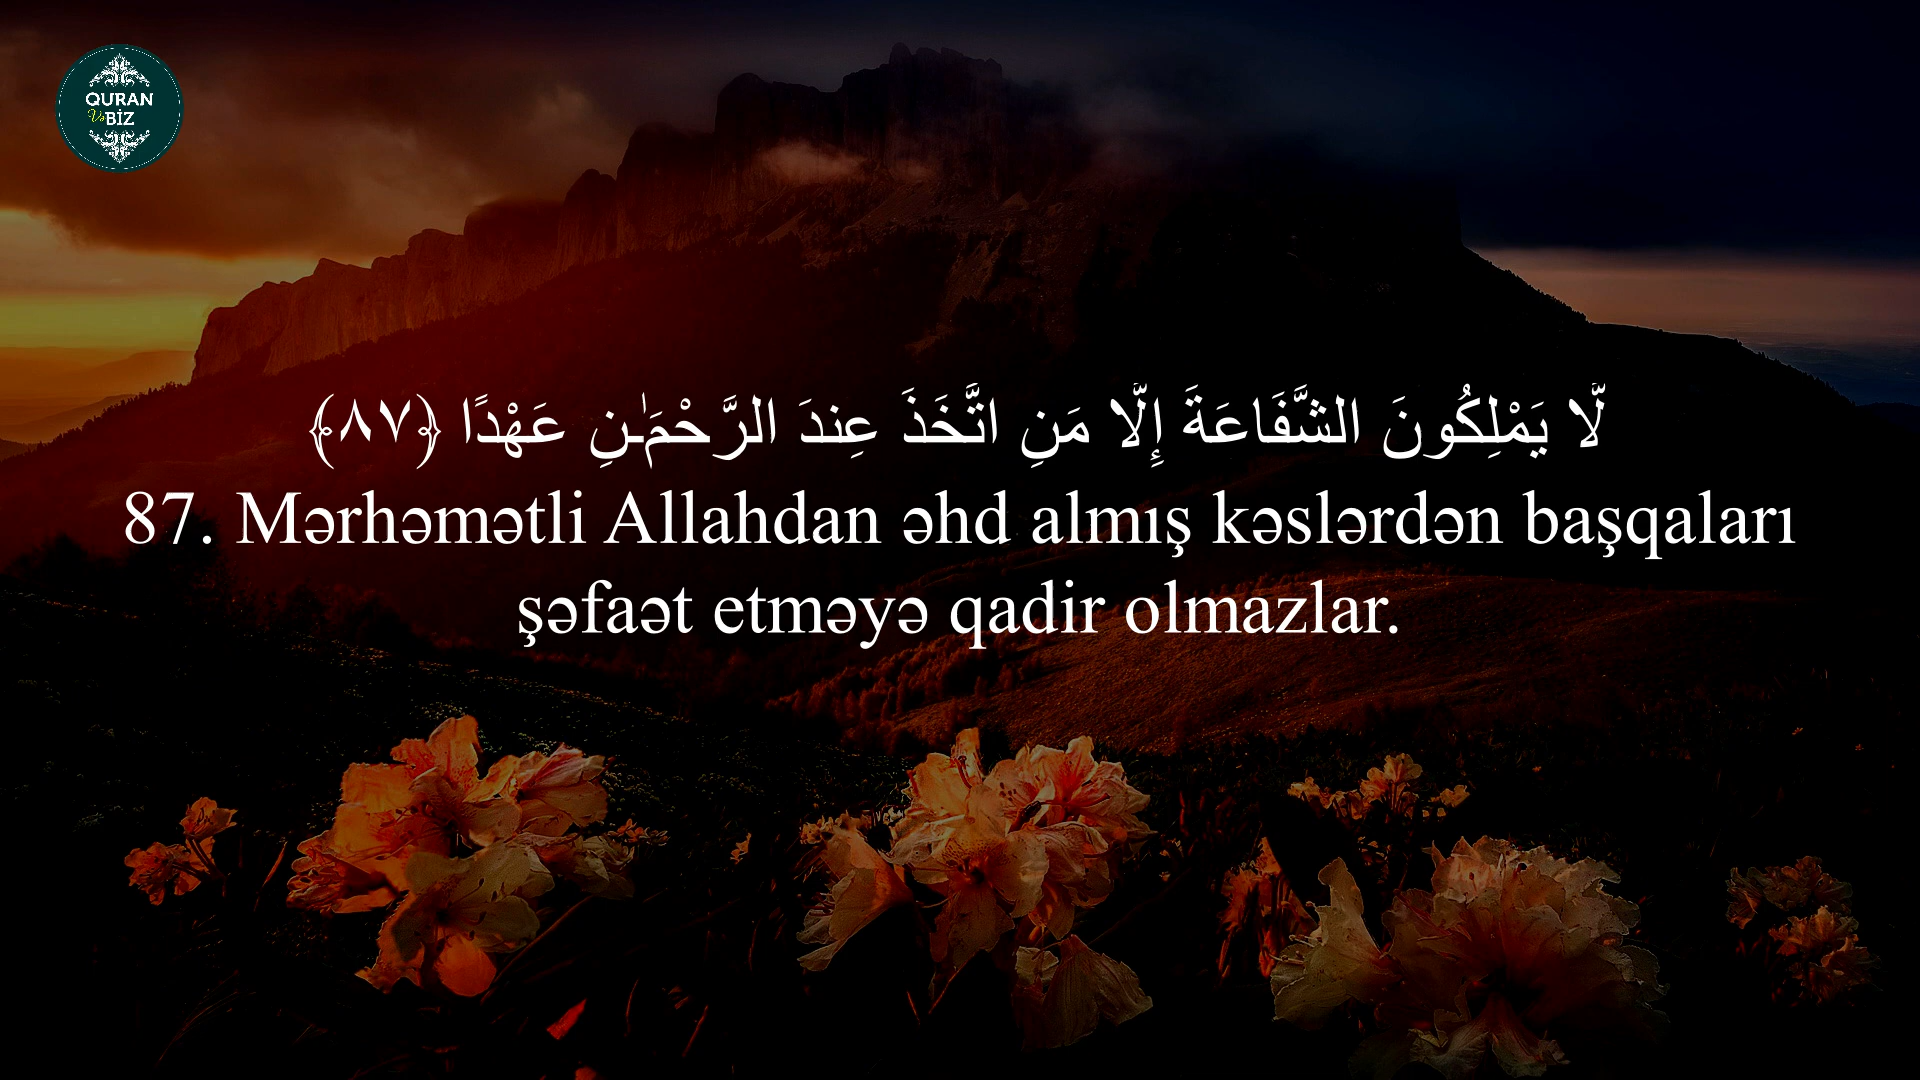 QURAN
Və BİZ
لَّا يَمْلِكُونَ الشَّفَاعَةَ إِلَّا مَنِ اتَّخَذَ عِندَ الرَّحْمَـٰنِ عَهْدًا ﴿٨٧﴾
87. Mərhəmətli Allahdan əhd almış kəslərdən başqaları
şəfaət etməyə qadir olmazlar.